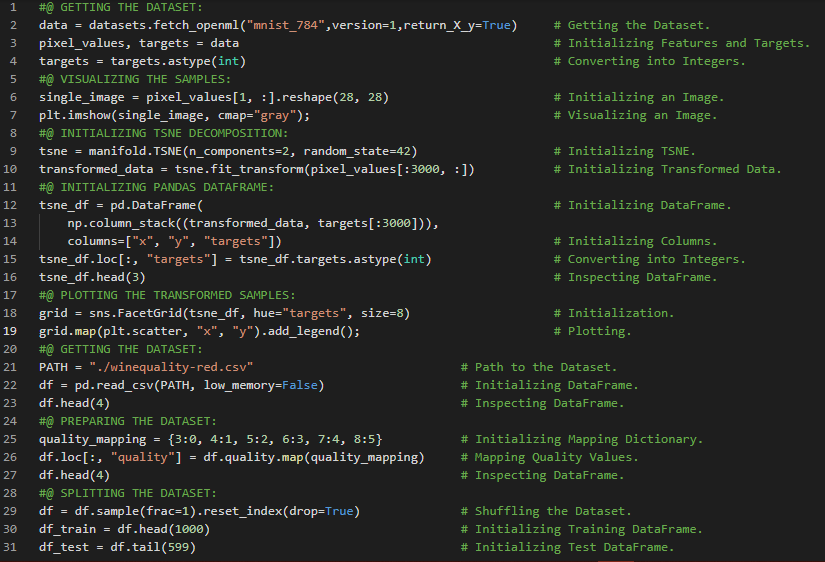 1 #@ GETTING THE DATASET:
2 data = datasets.fetch_openml("mnist_784",version=1,return_X_y=True) # Getting the Dataset.
3 pixel_values, targets = data # Initializing Features and Targets.
4 targets = targets.astype(int) # Converting into Integers.
5 #@ VISUALIZING THE SAMPLES:
6 single_image = pixel_values[1, :].reshape(28, 28) # Initializing an Image.
7 plt.imshow(single_image, cmap="gray"); # Visualizing an Image.
8 #@ INITIALIZING TSNE DECOMPOSITION:
9 tsne = manifold.TSNE(n_components=2, random_state=42) # Initializing TSNE.
10 transformed_data = tsne.fit_transform(pixel_values[:3000, :]) # Initializing Transformed Data.
11 #@ INITIALIZING PANDAS DATAFRAME:
12 tsne_df = pd.DataFrame( # Initializing DataFrame.
13 np.column_stack((transformed_data, targets[:3000])),
14 columns=["x", "y", "targets"]) # Initializing Columns.
15 tsne_df.loc[:, "targets"] = tsne_df.targets.astype(int) # Converting into Integers.
16 tsne_df.head(3) # Inspecting DataFrame.
17 #@ PLOTTING THE TRANSFORMED SAMPLES:
18 grid = sns.FacetGrid(tsne_df, hue="targets", size=8) # Initialization.
19 grid.map(plt.scatter, "x", "y").add_legend(); # Plotting.
20 #@ GETTING THE DATASET:
21 PATH = "./winequality-red.csv" # Path to the Dataset.
22 df = pd.read_csv(PATH, low_memory=False) # Initializing DataFrame.
23 df.head(4) # Inspecting DataFrame.
24 #@ PREPARING THE DATASET:
25 quality_mapping = {3:0, 4:1, 5:2, 6:3, 7:4, 8:5} # Initializing Mapping Dictionary.
26 df.loc[:, "quality"] = df.quality.map(quality_mapping) # Mapping Quality Values.
27 df.head(4) # Inspecting DataFrame.
28 #@ SPLITTING THE DATASET:
29 df = df.sample(frac=1).reset_index(drop=True) # Shuffling the Dataset.
30 df_train = df.head(1000) # Initializing Training DataFrame.
31 df_test = df.tail(599) # Initializing Test DataFrame.